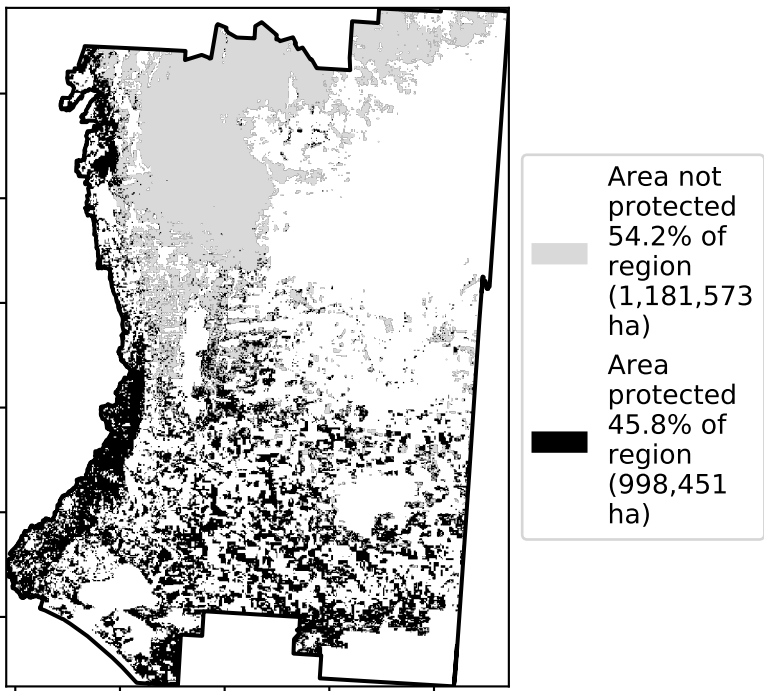 Area not
protected
54.2% of
region
(1,181,573
ha)
Area
protected
45.8% of
region
(998,451
ha)